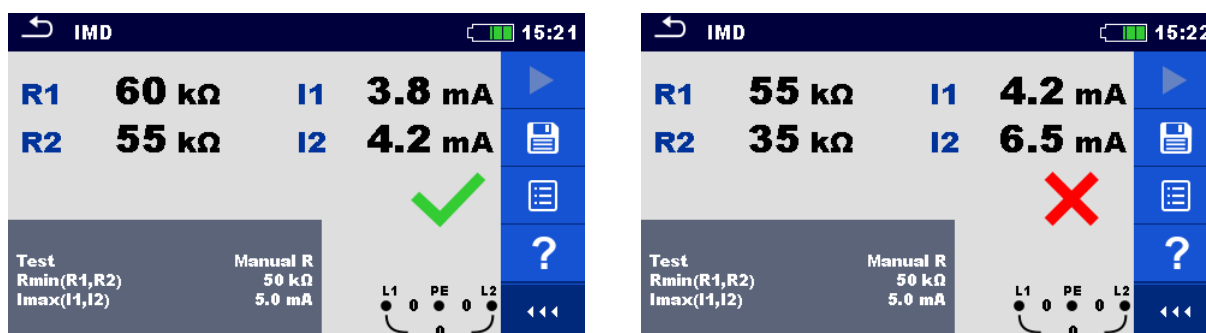 IMD 15:21
R1 60 kΩ I1 3.8 mA
R2 55 kΩ I2 4.2 mA
Test Manual R
Rmin(R1,R2) 50 kΩ
Imax(I1,I2) 5.0 mA
L1 PE L2
0 0
0
?
IMD 15:22
R1 55 kΩ I1 4.2 mA
R2 35 kΩ I2 6.5 mA
Test Manual R
Rmin(R1,R2) 50 kΩ
Imax(I1,I2) 5.0 mA
L1 PE L2
0 0
0
?